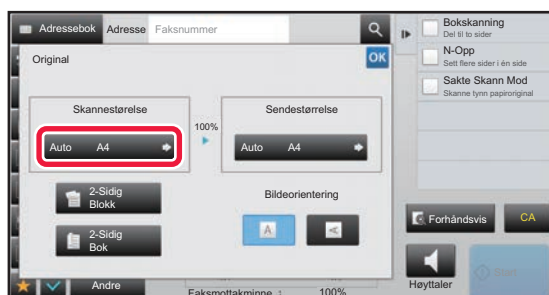 Adressebok
Adresse
Faksnummer
Original
OK
Skannestørelse
Auto A4
100%
Sendestørrelse
Auto A4
2-Sidig
Blokk
2-Sidig
Bok
Bildeorientering
A
A
Andre
Faksmottakminne : 100%
Bokskanning
Del til to sider
N-Opp
Sett flere sider i én side
Sakte Skann Mod
Skanne tynn papiroriginal
Forhåndsvis
CA
Høyttaler
Start